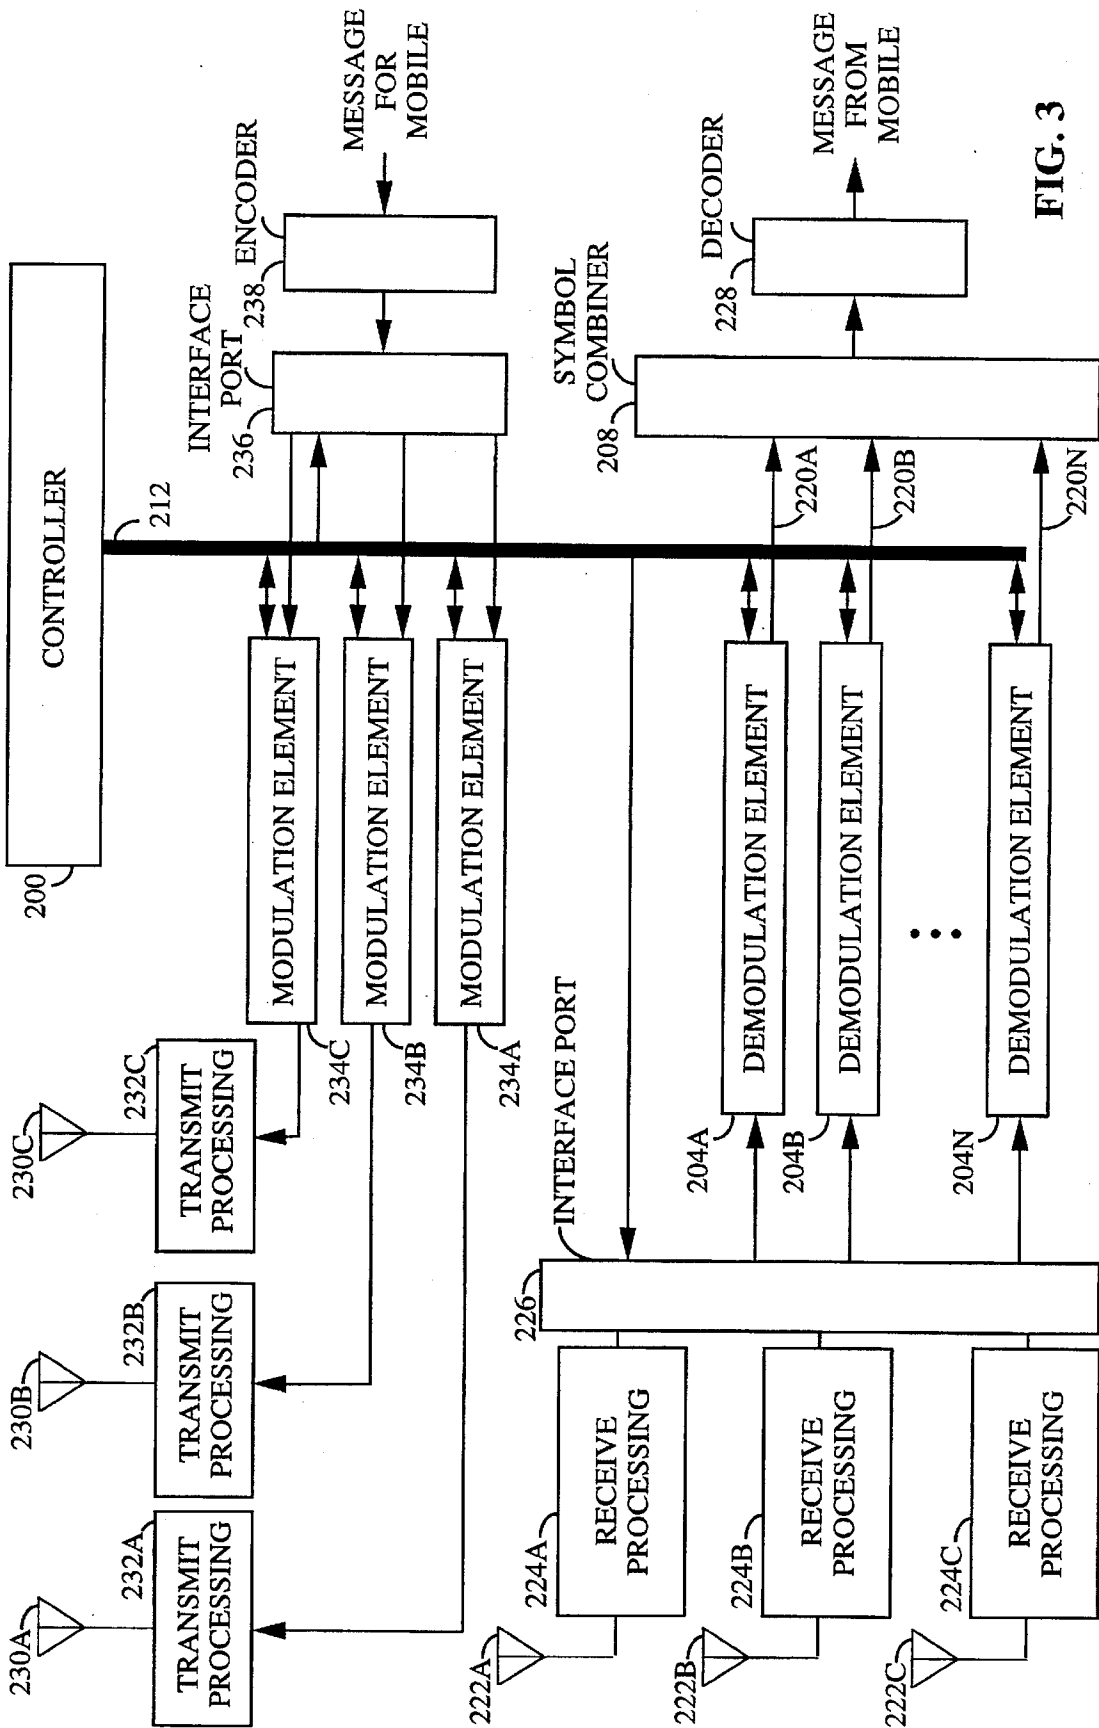 CONTROLLER
200
212
230A
230B
230C
232A
TRANSMIT
PROCESSING
232B
TRANSMIT
PROCESSING
232C
TRANSMIT
PROCESSING
MODULATION ELEMENT
234C
MODULATION ELEMENT
234B
MODULATION ELEMENT
234A
INTERFACE
PORT
236
ENCODER
238
MESSAGE
FOR
MOBILE
222A
224A
RECEIVE
PROCESSING
222B
224B
RECEIVE
PROCESSING
222C
224C
RECEIVE
PROCESSING
226
INTERFACE PORT
204A
DEMODULATION ELEMENT
204B
DEMODULATION ELEMENT
204N
DEMODULATION ELEMENT
220A
220B
220N
SYMBOL
COMBINER
208
DECODER
228
MESSAGE
FROM
MOBILE
FIG. 3